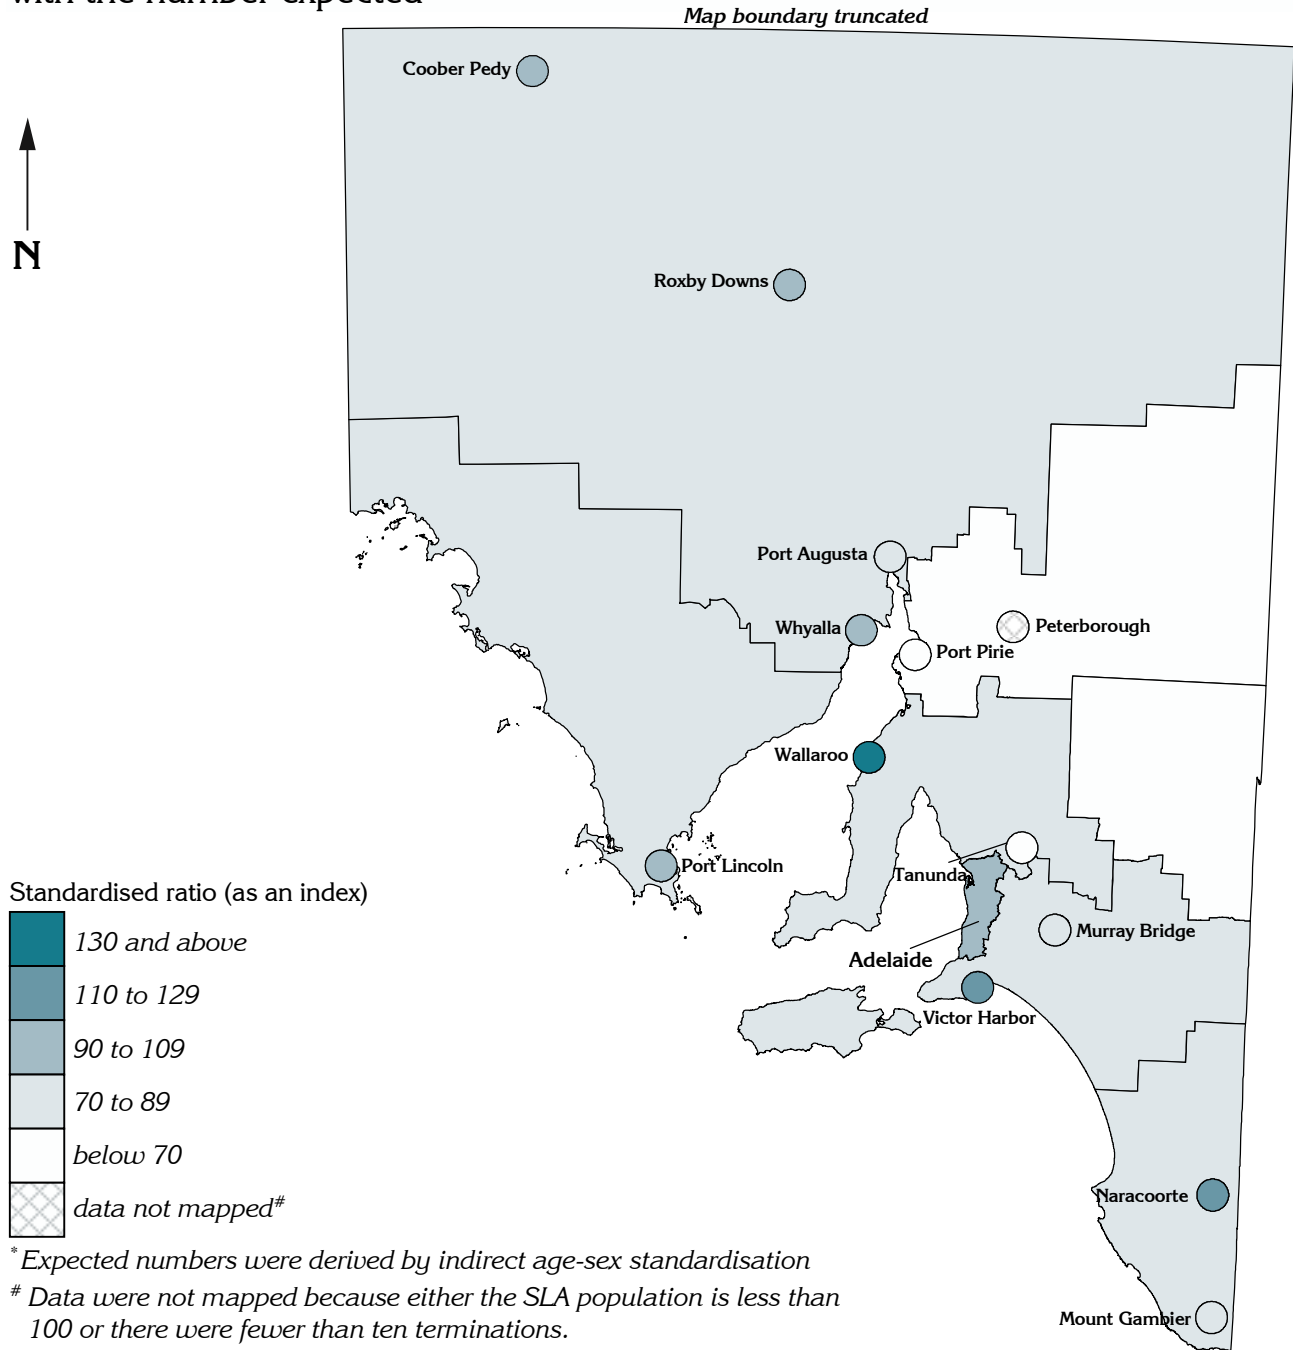 with the number expected
Map boundary truncated
Coober Pedy
N
Roxby Downs
Port Augusta
Whyalla
Peterborough
Port Pirie
Wallaroo
Port Lincoln
Tanunda
Murray Bridge
Adelaide
Victor Harbor
Naracoorte
Mount Gambier
Standardised ratio (as an index)
130 and above
110 to 129
90 to 109
70 to 89
below 70
data not mapped#
* Expected numbers were derived by indirect age-sex standardisation
# Data were not mapped because either the SLA population is less than
100 or there were fewer than ten terminations.